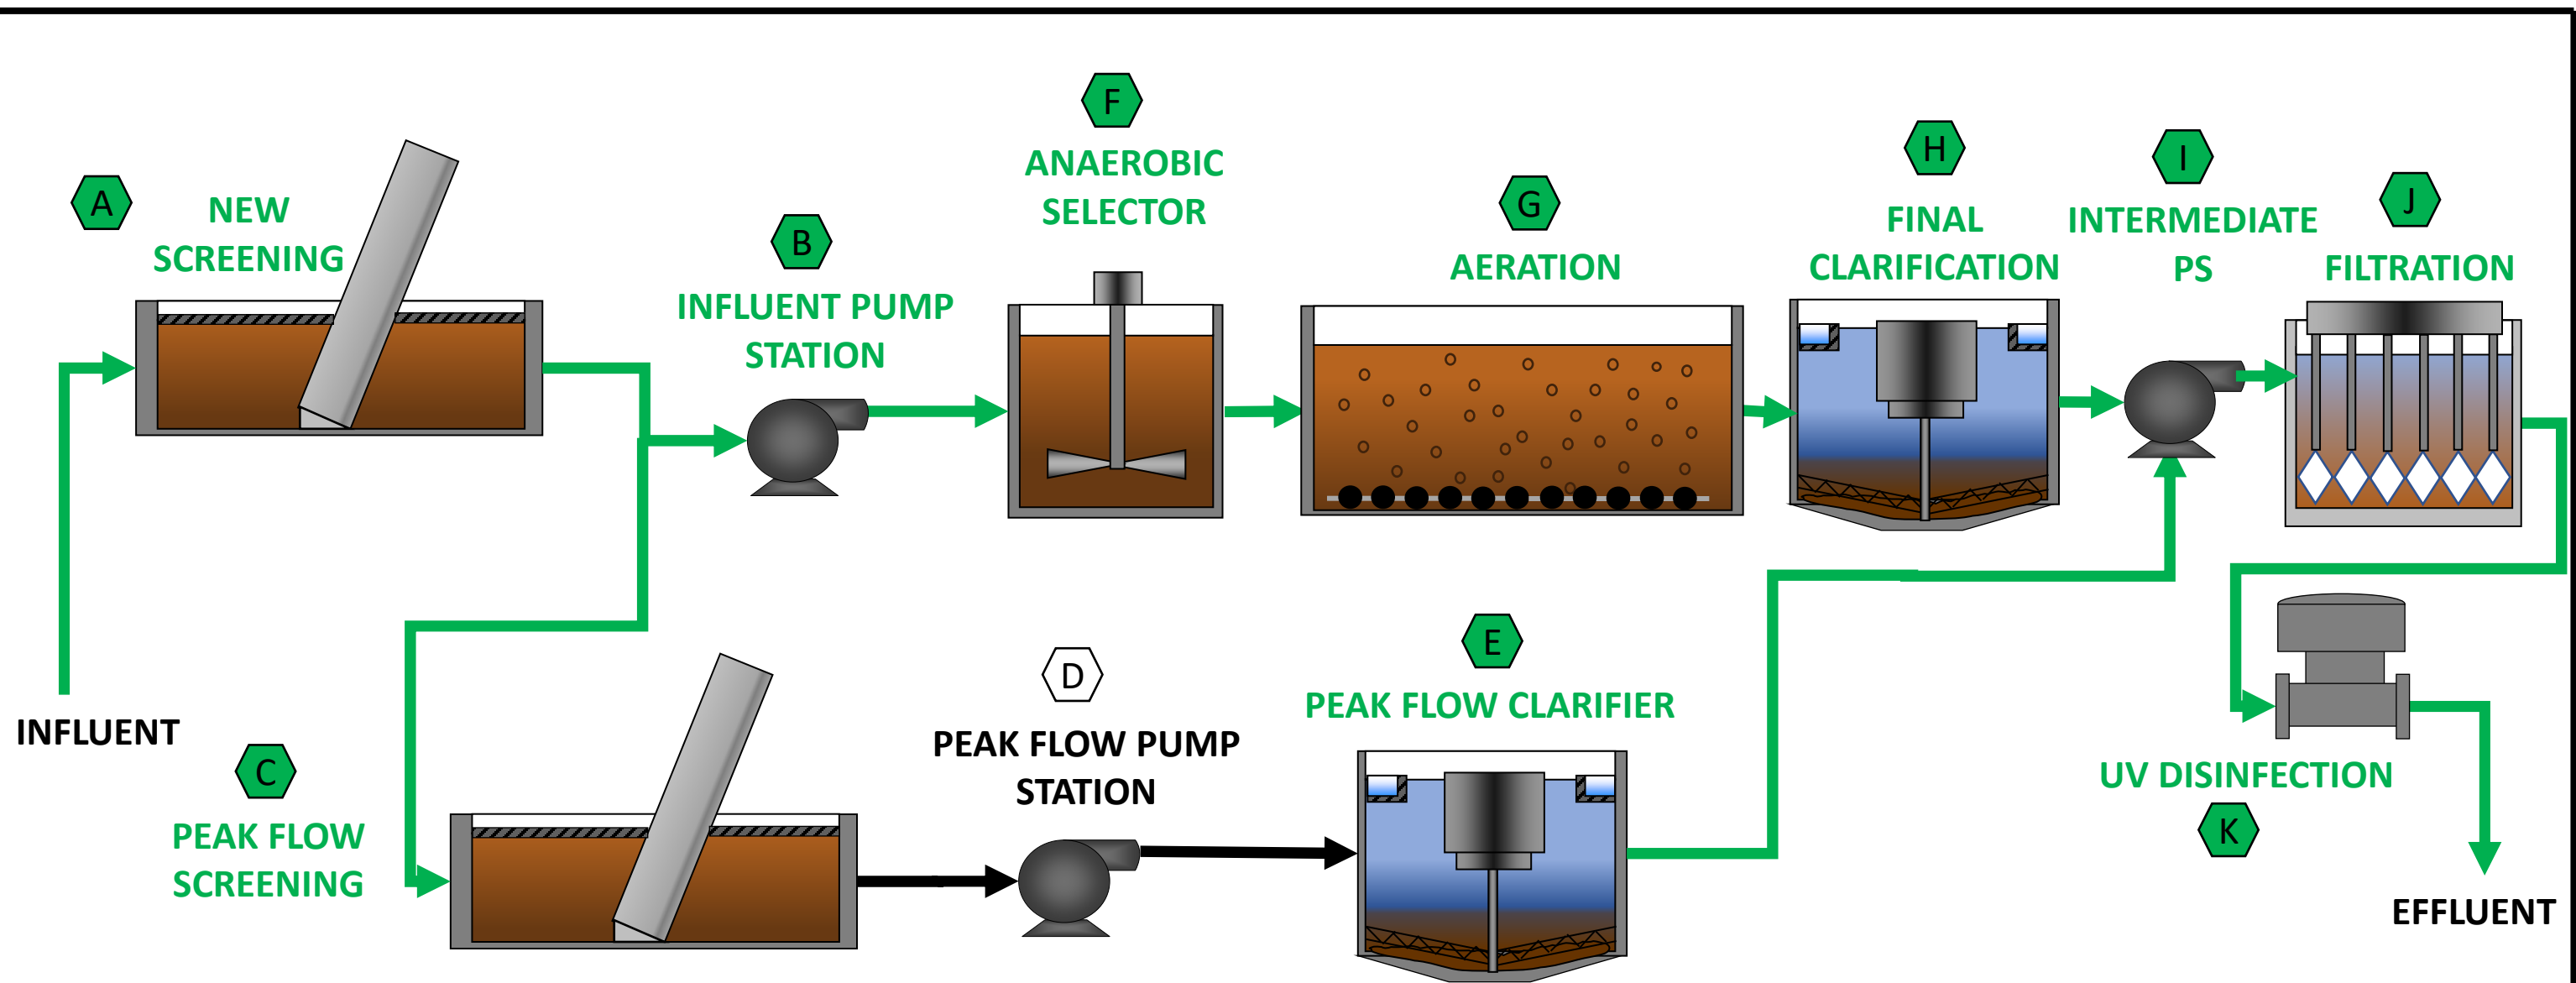 A
NEW
SCREENING
B
INFLUENT PUMP
STATION
F
ANAEROBIC
SELECTOR
G
AERATION
H
FINAL
CLARIFICATION
I
INTERMEDIATE
PS
J
FILTRATION
INFLUENT
C
PEAK FLOW
SCREENING
D
PEAK FLOW PUMP
STATION
E
PEAK FLOW CLARIFIER
UV DISINFECTION
K
EFFLUENT